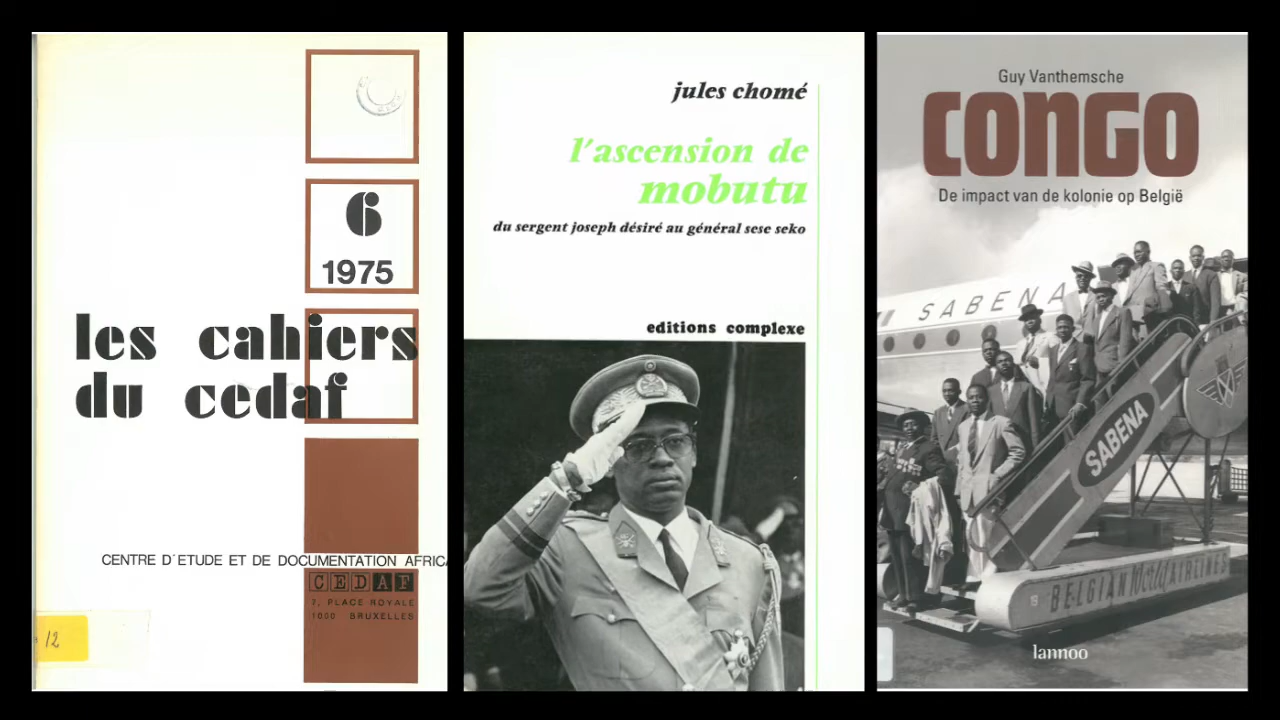 6
1975
les cahiers
du cedaf
CENTRE D'ETUDE ET DE DOCUMENTATION AFRICA
CEDAF
7, PLACE ROYALE
1000 BRUXELLES
12
jules chomé
l'ascension de
mobutu
du sergent joseph désiré au général sese seko
editions complexe
Guy Vanthemsche
CONGO
De impact van de kolonie op België
SABENA
SABENA
BELGIAN World AIRLINES
lannoo